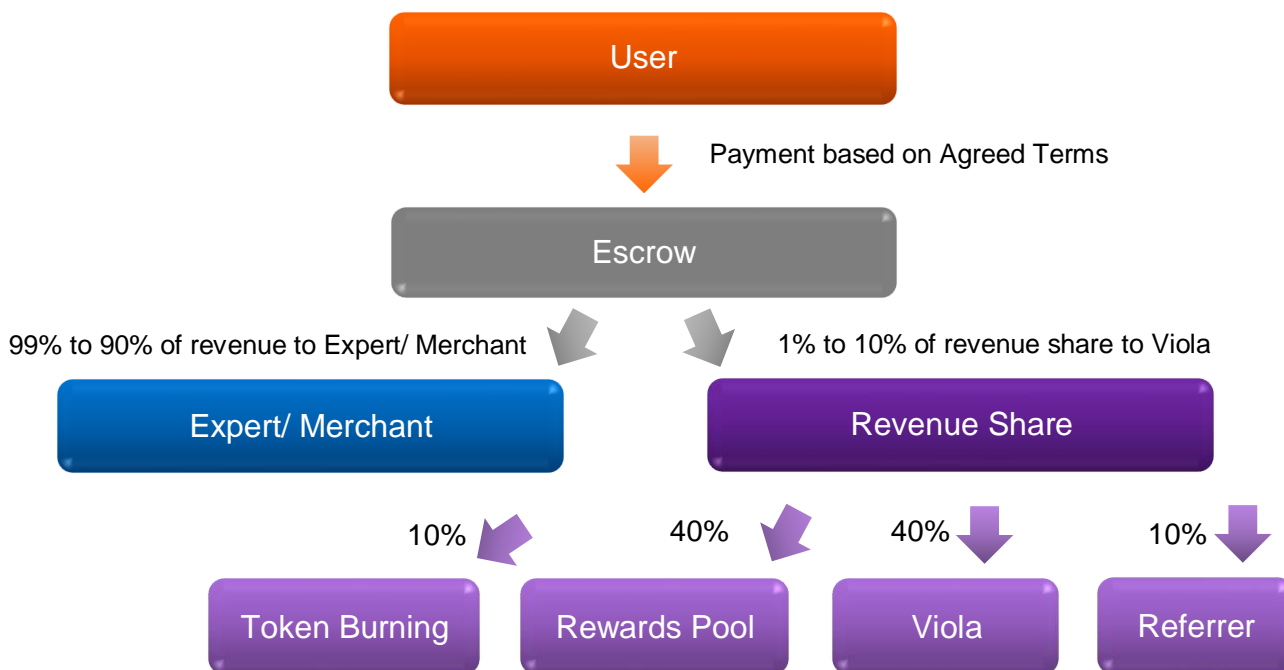 User
Payment based on Agreed Terms
Escrow
99% to 90% of revenue to Expert/ Merchant
1% to 10% of revenue share to Viola
Expert/ Merchant
Revenue Share
10%
40%
40%
10%
Token Burning
Rewards Pool
Viola
Referrer